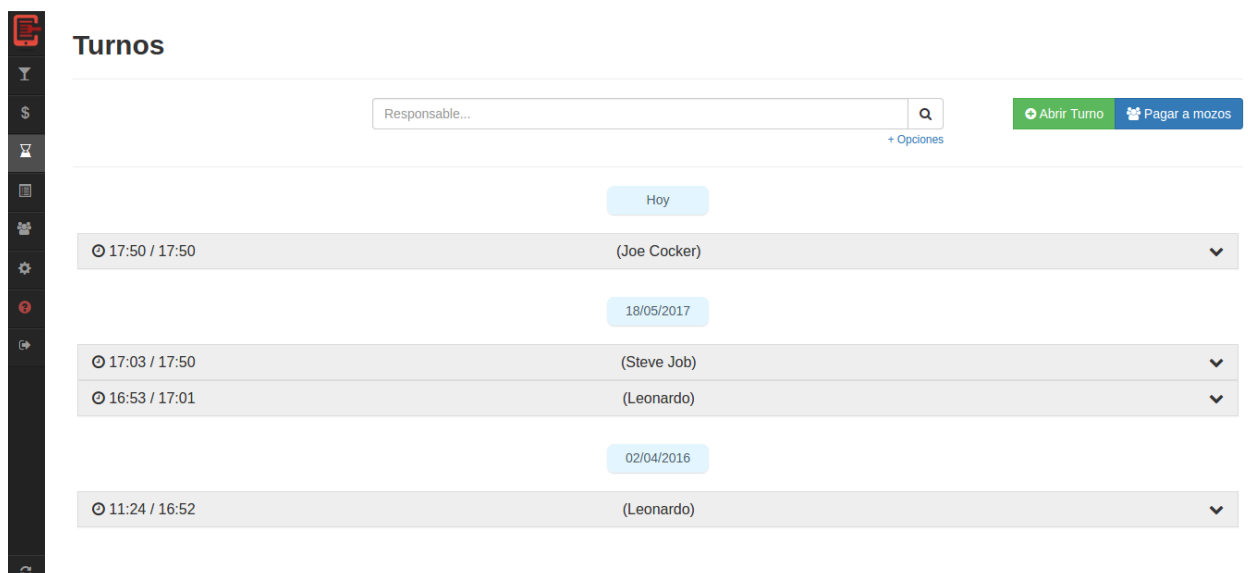 Turnos
Responsable...
Abrir Turno
Pagar a mozos
+ Opciones
Hoy
17:50 / 17:50 (Joe Cocker)
18/05/2017
17:03 / 17:50 (Steve Job)
16:53 / 17:01 (Leonardo)
02/04/2016
11:24 / 16:52 (Leonardo)